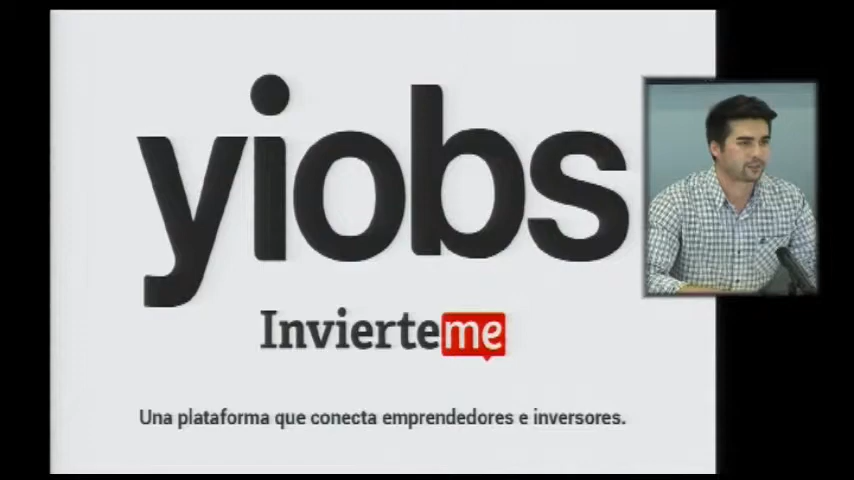 yiobs
Invierteme
Una plataforma que conecta emprendedores e inversores.